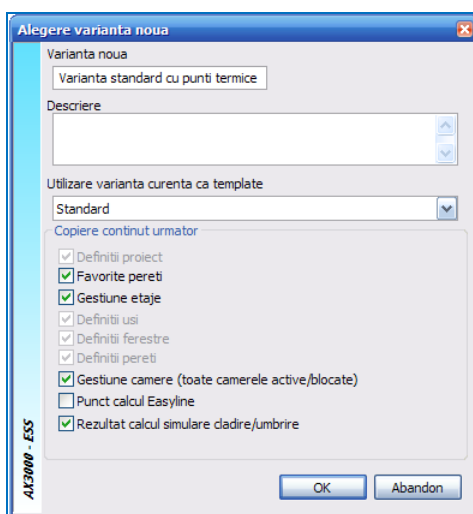 Alegere varianta noua
Varianta noua
Varianta standard cu punti termice
Descriere
Utilizare varianta curenta ca template
Standard
Copiere continut urmator
Definitii proiect
Favorite pereti
Gestiune etaje
Definitii usi
Definitii ferestre
Definitii pereti
Gestiune camere (toate camerele active/blocate)
Punct calcul Easyline
Rezultat calcul simulare cladire/umbrire
AX3000 - ESS
OK Abandon